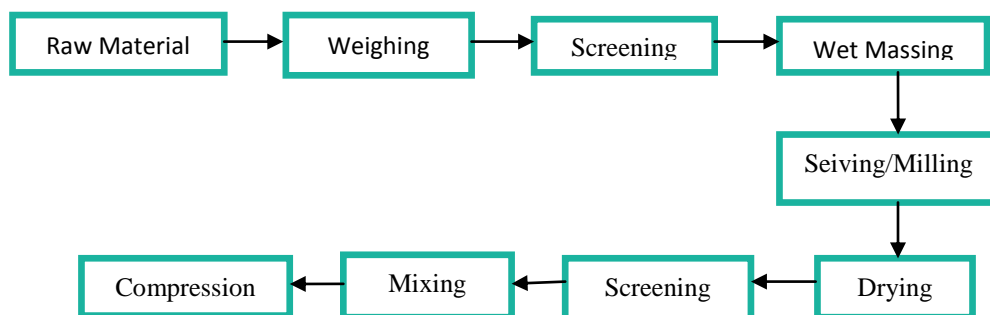 Raw Material
Weighing
Screening
Wet Massing
Seiving/Milling
Drying
Screening
Mixing
Compression